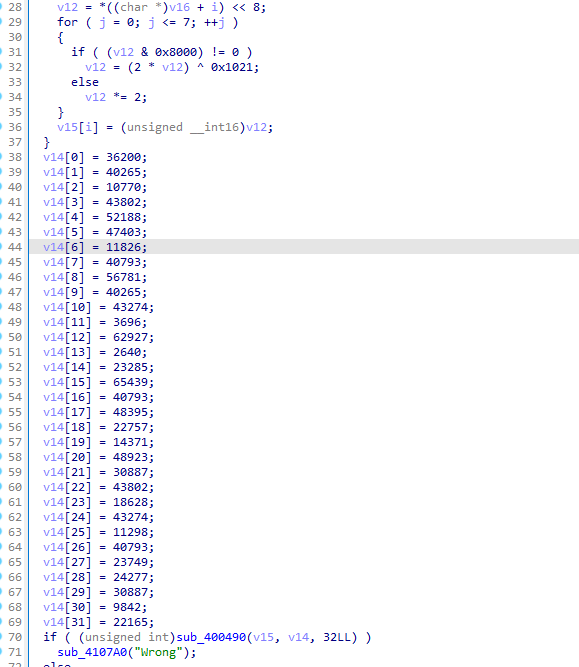 28 v12 = *((char *)v16 + i) << 8;
29 for ( j = 0; j <= 7; ++j )
30 {
31 if ( (v12 & 0x8000) != 0 )
32 v12 = (2 * v12) ^ 0x1021;
33 else
34 v12 *= 2;
35 }
36 v15[i] = (unsigned __int16)v12;
37 }
38 v14[0] = 36200;
39 v14[1] = 40265;
40 v14[2] = 10770;
41 v14[3] = 43802;
42 v14[4] = 52188;
43 v14[5] = 47403;
44 v14[6] = 11826;
45 v14[7] = 40793;
46 v14[8] = 56781;
47 v14[9] = 40265;
48 v14[10] = 43274;
49 v14[11] = 3696;
50 v14[12] = 62927;
51 v14[13] = 2640;
52 v14[14] = 23285;
53 v14[15] = 65439;
54 v14[16] = 40793;
55 v14[17] = 48395;
56 v14[18] = 22757;
57 v14[19] = 14371;
58 v14[20] = 48923;
59 v14[21] = 30887;
60 v14[22] = 43802;
61 v14[23] = 18628;
62 v14[24] = 43274;
63 v14[25] = 11298;
64 v14[26] = 40793;
65 v14[27] = 23749;
66 v14[28] = 24277;
67 v14[29] = 30887;
68 v14[30] = 9842;
69 v14[31] = 22165;
70 if ( (unsigned int)sub_400490(v15, v14, 32LL) )
71 sub_4107A0("Wrong");
72 else